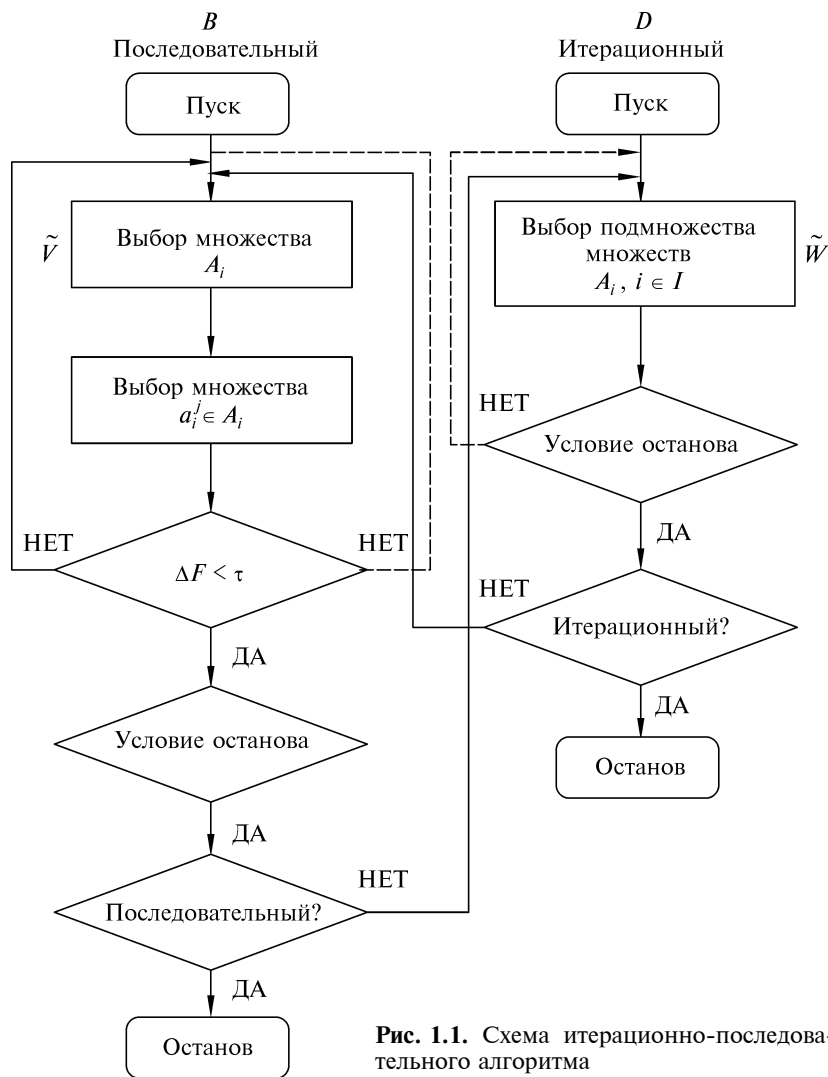 B
Последовательный
Пуск
Ṽ
Выбор множества
A_i
Выбор множества
a_i^j ∈ A_i
НЕТ
НЕТ
ΔF < τ
ДА
Условие останова
ДА
НЕТ
Последовательный?
ДА
Останов
D
Итерационный
Пуск
Выбор подмножества
множеств
A_i , i ∈ I
W̃
НЕТ
Условие останова
ДА
НЕТ
Итерационный?
ДА
Останов
Рис. 1.1. Схема итерационно-последова-
тельного алгоритма